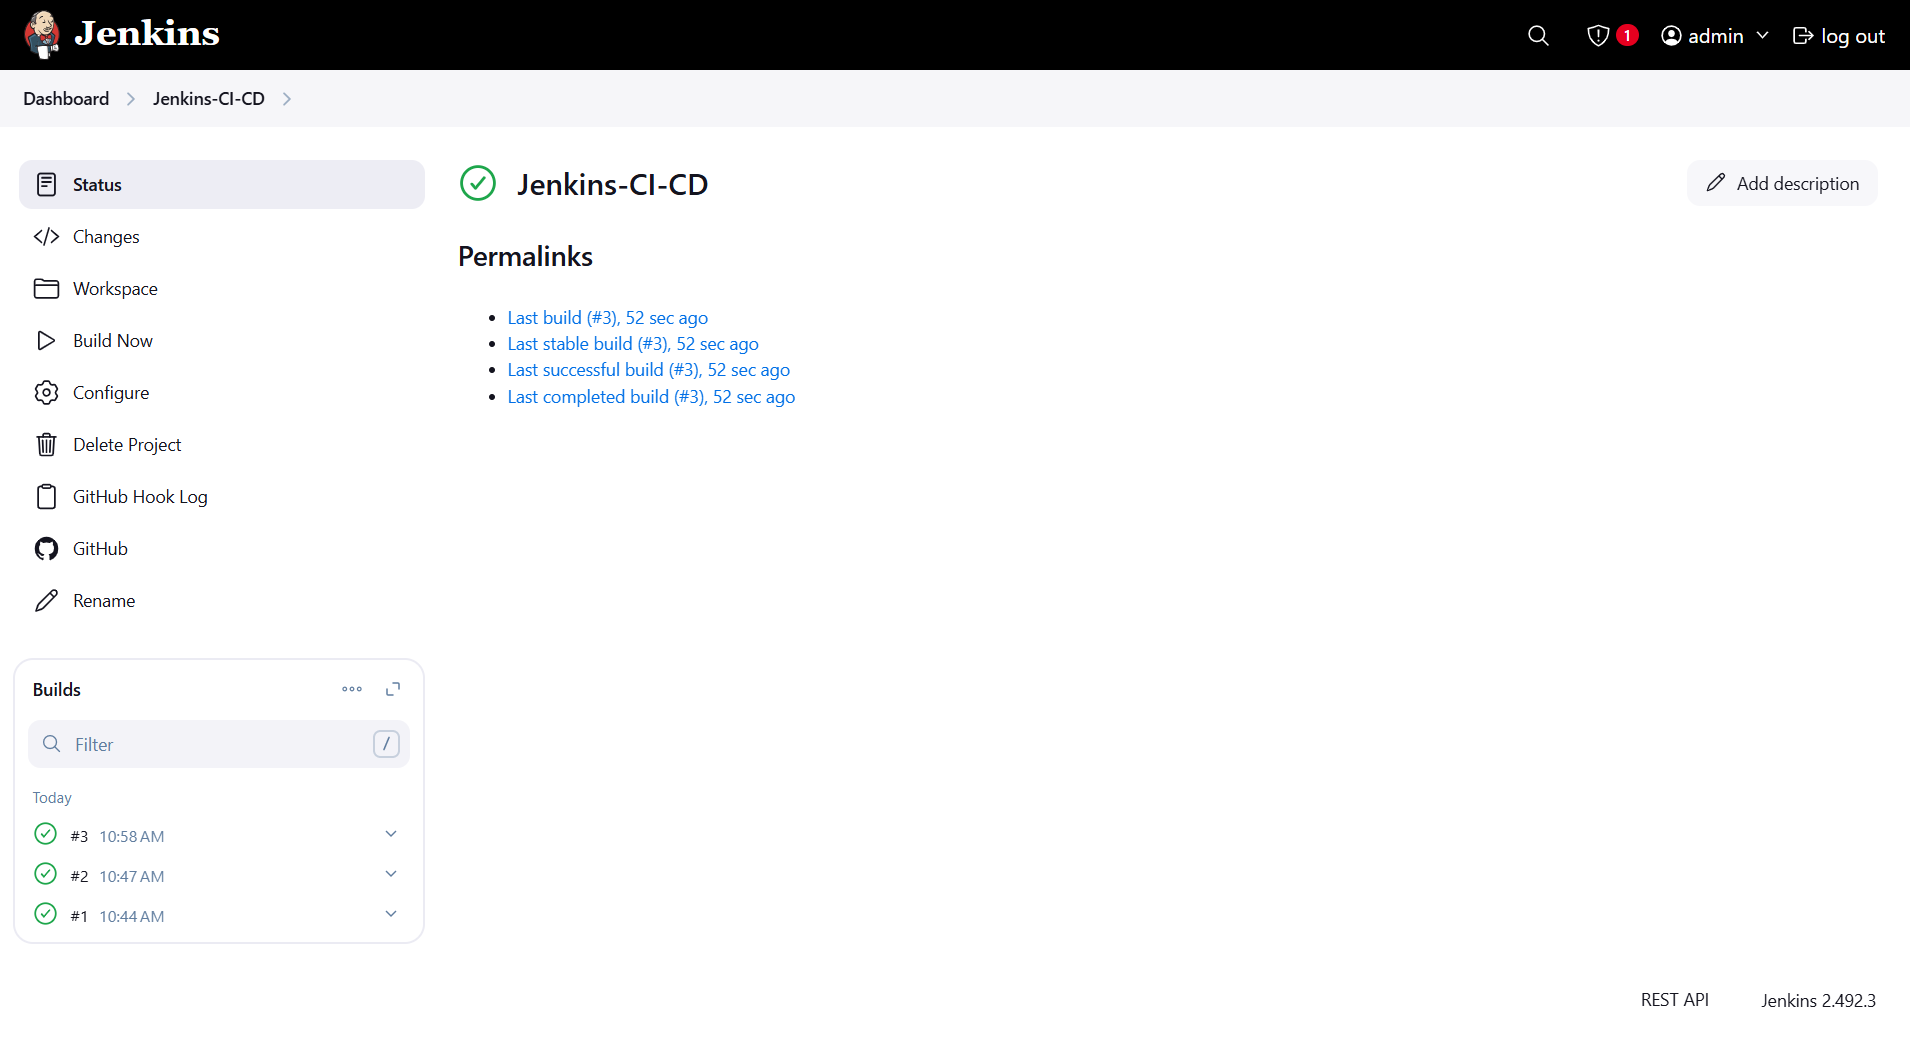 Jenkins
1
admin
log out
Dashboard
Jenkins-CI-CD
Status
Changes
Workspace
Build Now
Configure
Delete Project
GitHub Hook Log
GitHub
Rename
Jenkins-CI-CD
Add description
Permalinks
Last build (#3), 52 sec ago
Last stable build (#3), 52 sec ago
Last successful build (#3), 52 sec ago
Last completed build (#3), 52 sec ago
Builds
Filter /
Today
#3 10:58 AM
#2 10:47 AM
#1 10:44 AM
REST API
Jenkins 2.492.3